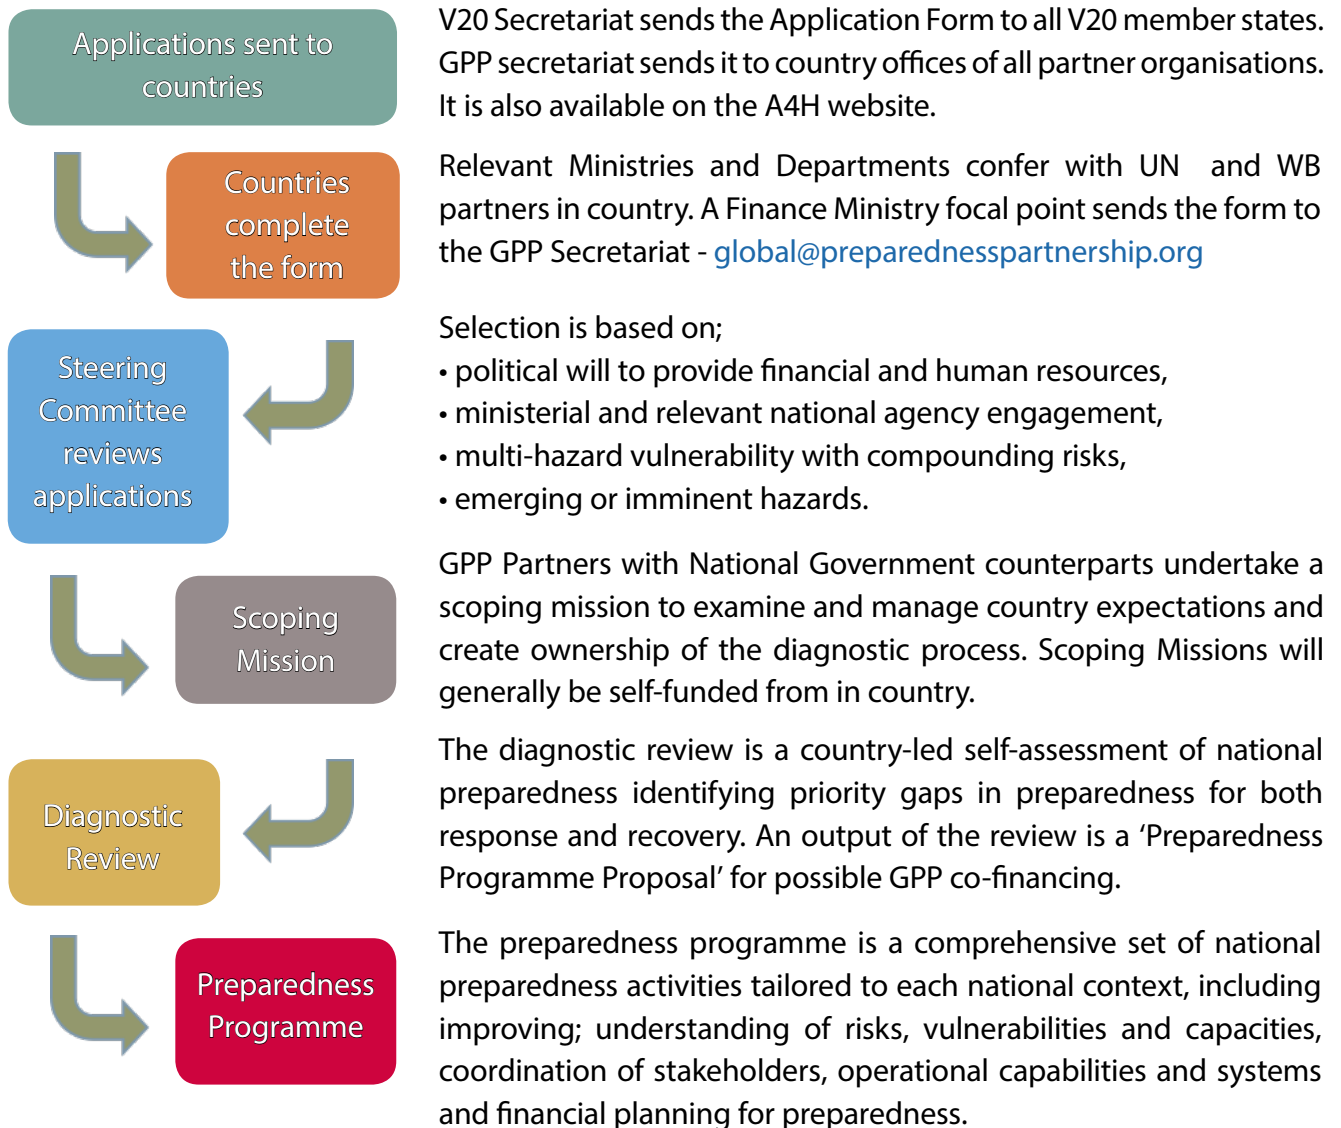 Applications sent to
countries
V20 Secretariat sends the Application Form to all V20 member states.
GPP secretariat sends it to country offices of all partner organisations.
It is also available on the A4H website.
Countries
complete
the form
Relevant Ministries and Departments confer with UN and WB
partners in country. A Finance Ministry focal point sends the form to
the GPP Secretariat - global@preparednesspartnership.org
Steering
Committee
reviews
applications
Selection is based on;
• political will to provide financial and human resources,
• ministerial and relevant national agency engagement,
• multi-hazard vulnerability with compounding risks,
• emerging or imminent hazards.
Scoping
Mission
GPP Partners with National Government counterparts undertake a
scoping mission to examine and manage country expectations and
create ownership of the diagnostic process. Scoping Missions will
generally be self-funded from in country.
Diagnostic
Review
The diagnostic review is a country-led self-assessment of national
preparedness identifying priority gaps in preparedness for both
response and recovery. An output of the review is a ‘Preparedness
Programme Proposal’ for possible GPP co-financing.
Preparedness
Programme
The preparedness programme is a comprehensive set of national
preparedness activities tailored to each national context, including
improving; understanding of risks, vulnerabilities and capacities,
coordination of stakeholders, operational capabilities and systems
and financial planning for preparedness.